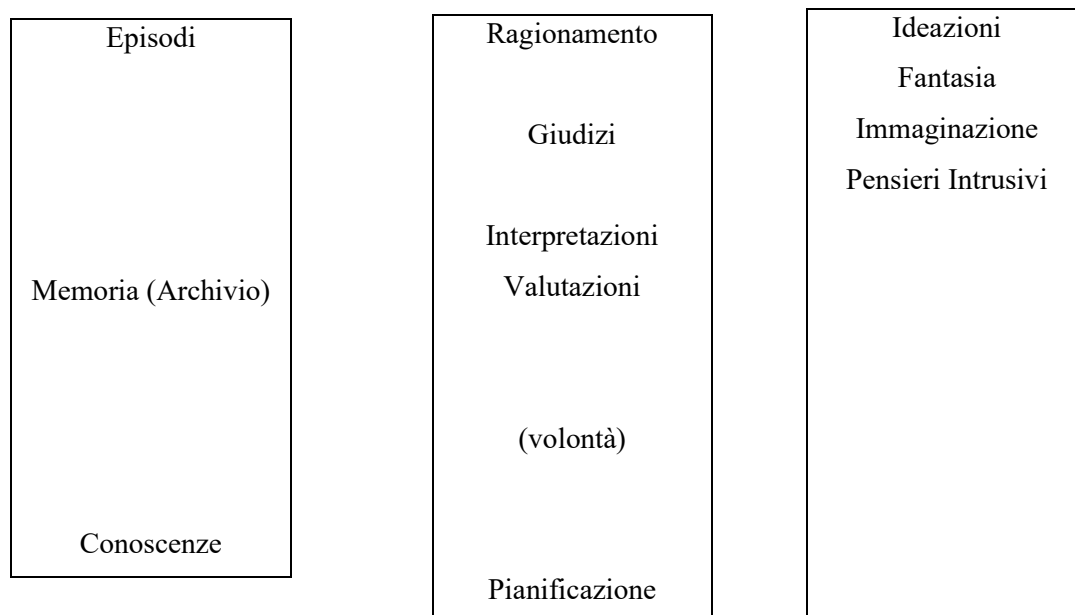 Episodi
Memoria (Archivio)
Conoscenze
Ragionamento
Giudizi
Interpretazioni
Valutazioni
(volontà)
Pianificazione
Ideazioni
Fantasia
Immaginazione
Pensieri Intrusivi